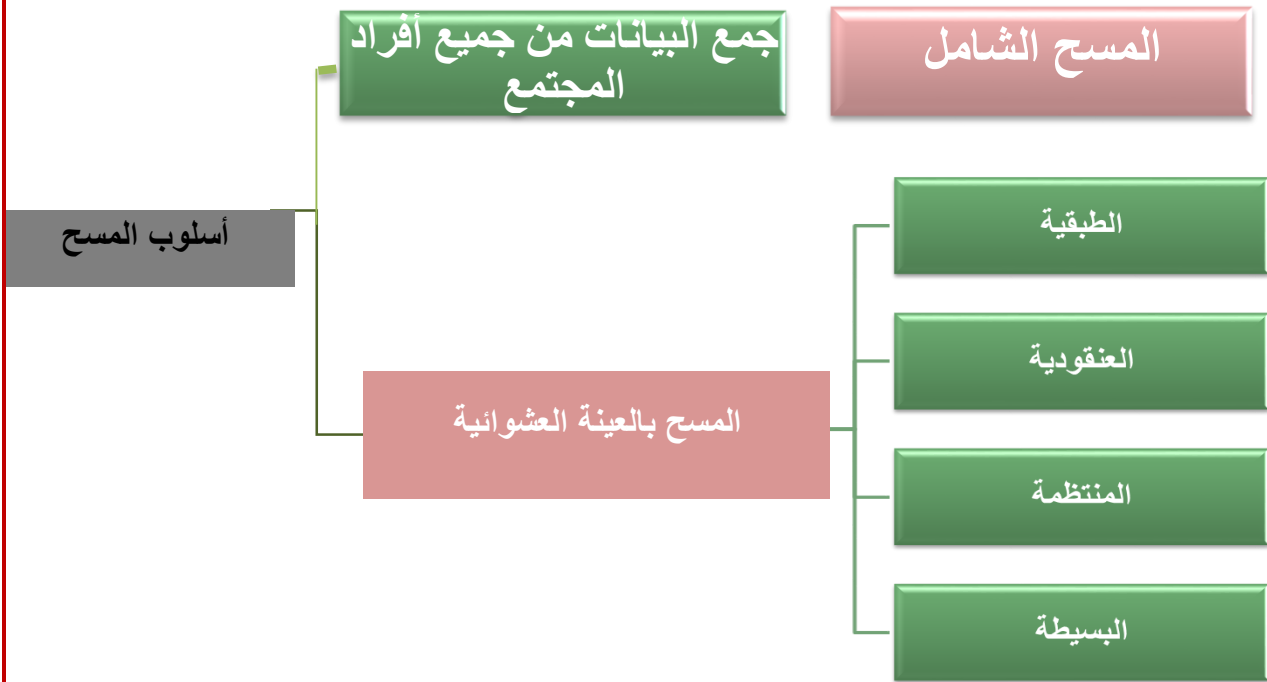 المسح الشامل
جمع البيانات من جميع أفراد
المجتمع
أسلوب المسح
الطبقية
العنقودية
المسح بالعينة العشوائية
المنتظمة
البسيطة